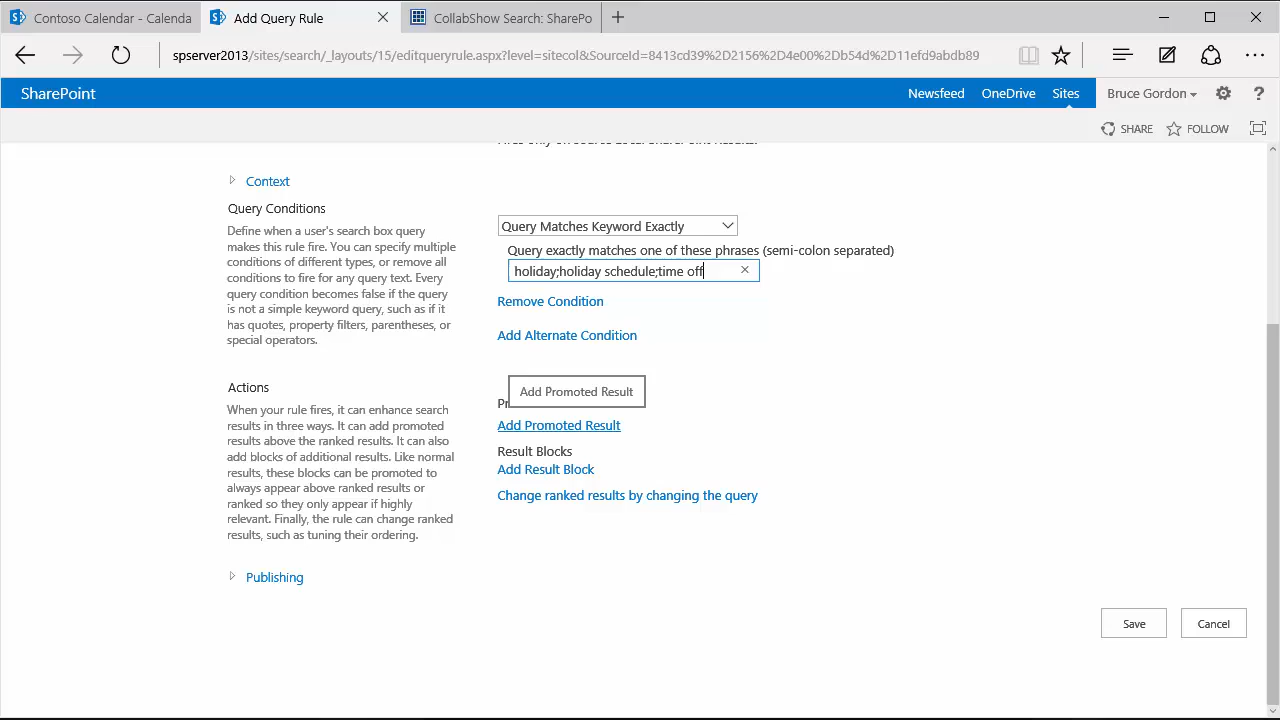 Contoso Calendar - Calenda
Add Query Rule
CollabShow Search: SharePo
spserver2013/sites/search/_layouts/15/editqueryrule.aspx?level=sitecol&SourceId=8413cd39%2D2156%2D4e00%2Db54d%2D11efd9abdb89
SharePoint
Newsfeed OneDrive Sites Bruce Gordon ?
SHARE FOLLOW
Context
Query Conditions
Define when a user's search box query
makes this rule fire. You can specify multiple
conditions of different types, or remove all
conditions to fire for any query text. Every
query condition becomes false if the query
is not a simple keyword query, such as if it
has quotes, property filters, parentheses, or
special operators.
Query Matches Keyword Exactly
Query exactly matches one of these phrases (semi-colon separated)
holiday;holiday schedule;time off
Remove Condition
Add Alternate Condition
Actions
When your rule fires, it can enhance search
results in three ways. It can add promoted
results above the ranked results. It can also
add blocks of additional results. Like normal
results, these blocks can be promoted to
always appear above ranked results or
ranked so they only appear if highly
relevant. Finally, the rule can change ranked
results, such as tuning their ordering.
Add Promoted Result
Add Promoted Result
Result Blocks
Add Result Block
Change ranked results by changing the query
Publishing
Save
Cancel